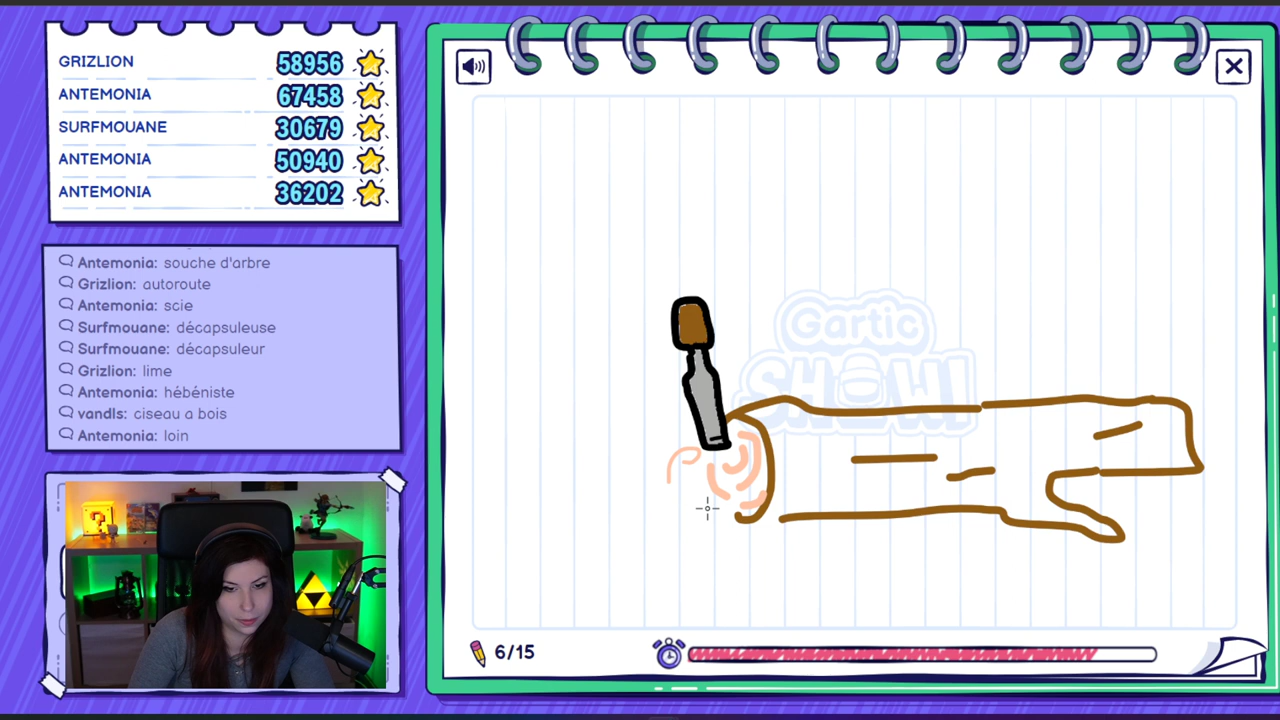 GRIZLION 58956
ANTEMONIA 67458
SURFMOUANE 30679
ANTEMONIA 50940
ANTEMONIA 36202
Antemonia: souche d'arbre
Grizlion: autoroute
Antemonia: scie
Surfmouane: décapsuleuse
Surfmouane: décapsuleur
Grizlion: lime
Antemonia: hébéniste
vandls: ciseau a bois
Antemonia: loin
Gartic
SHOW!
6/15